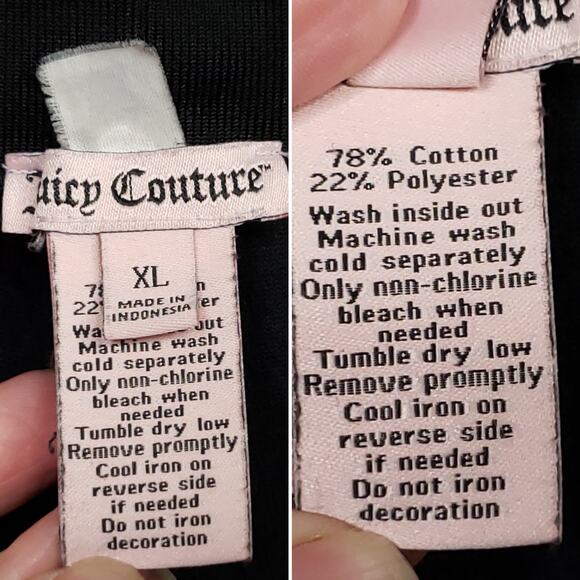 Juicy Couture™
XL
MADE IN
INDONESIA
Machine wash
cold separately
Only non-chlorine
bleach when
needed
Tumble dry low
Remove promptly
Cool iron on
reverse side
if needed
Do not iron
decoration
78% Cotton
22% Polyester
Wash inside out
Machine wash
cold separately
Only non-chlorine
bleach when
needed
Tumble dry low
Remove promptly
Cool iron on
reverse side
if needed
Do not iron
decoration